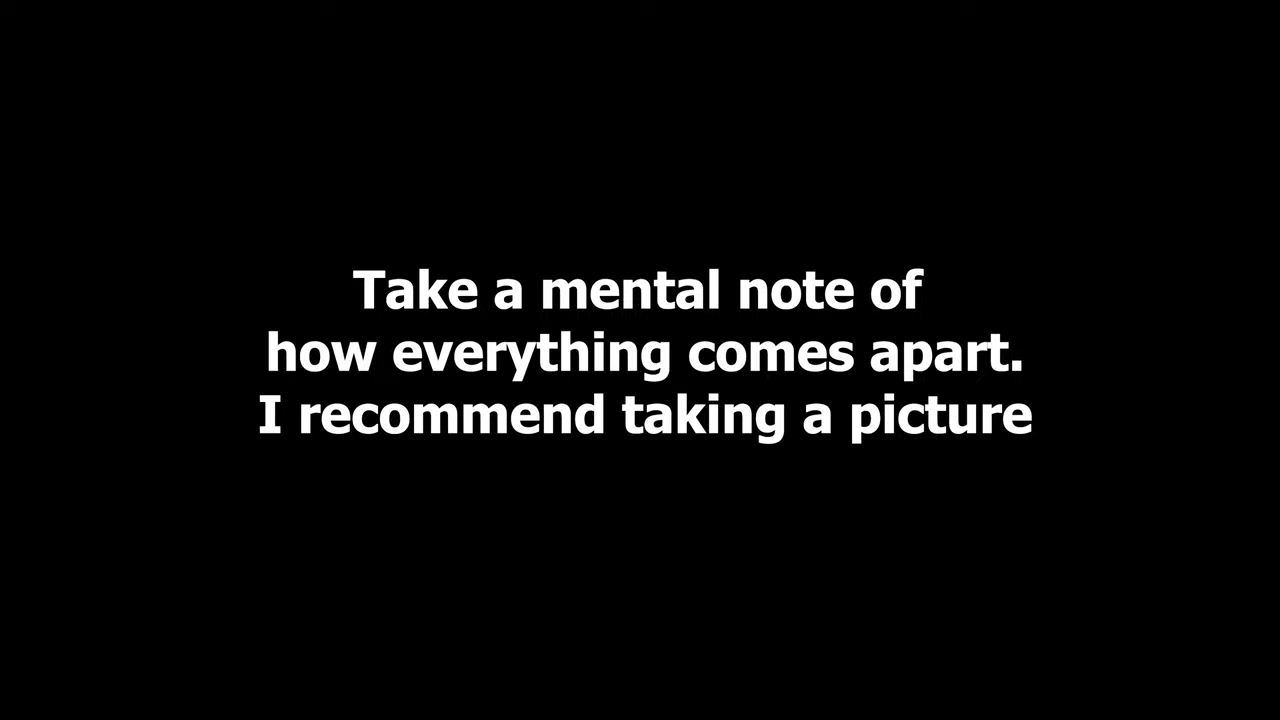 Take a mental note of
how everything comes apart.
I recommend taking a picture